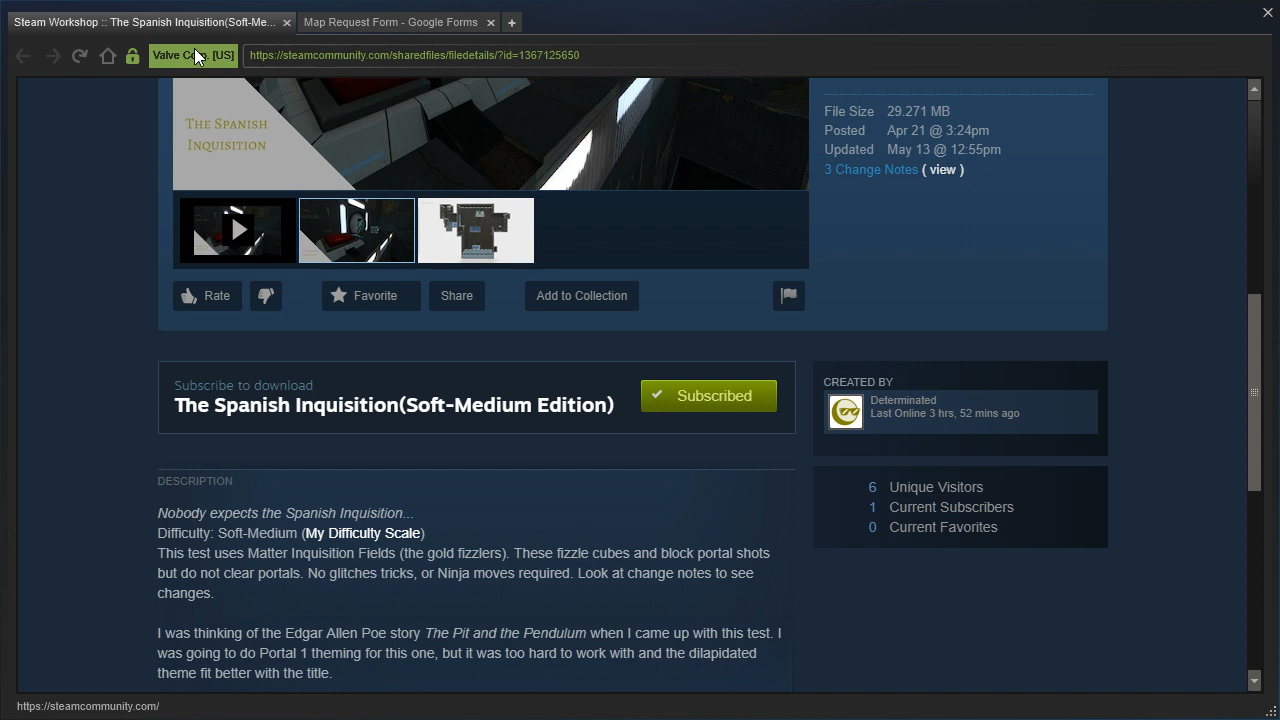 Steam Workshop :: The Spanish Inquisition(Soft-Me...
Map Request Form - Google Forms
Valve Co p. [US]
https://steamcommunity.com/sharedfiles/filedetails/?id=1367125650
The Spanish
Inquisition
File Size 29.271 MB
Posted Apr 21 @ 3:24pm
Updated May 13 @ 12:55pm
3 Change Notes ( view )
Rate
Favorite
Share
Add to Collection
Subscribe to download
The Spanish Inquisition(Soft-Medium Edition)
Subscribed
CREATED BY
Determinated
Last Online 3 hrs, 52 mins ago
6 Unique Visitors
1 Current Subscribers
0 Current Favorites
DESCRIPTION
Nobody expects the Spanish Inquisition...
Difficulty: Soft-Medium (My Difficulty Scale)
This test uses Matter Inquisition Fields (the gold fizzlers). These fizzle cubes and block portal shots
but do not clear portals. No glitches tricks, or Ninja moves required. Look at change notes to see
changes.
I was thinking of the Edgar Allen Poe story The Pit and the Pendulum when I came up with this test. I
was going to do Portal 1 theming for this one, but it was too hard to work with and the dilapidated
theme fit better with the title.
https://steamcommunity.com/